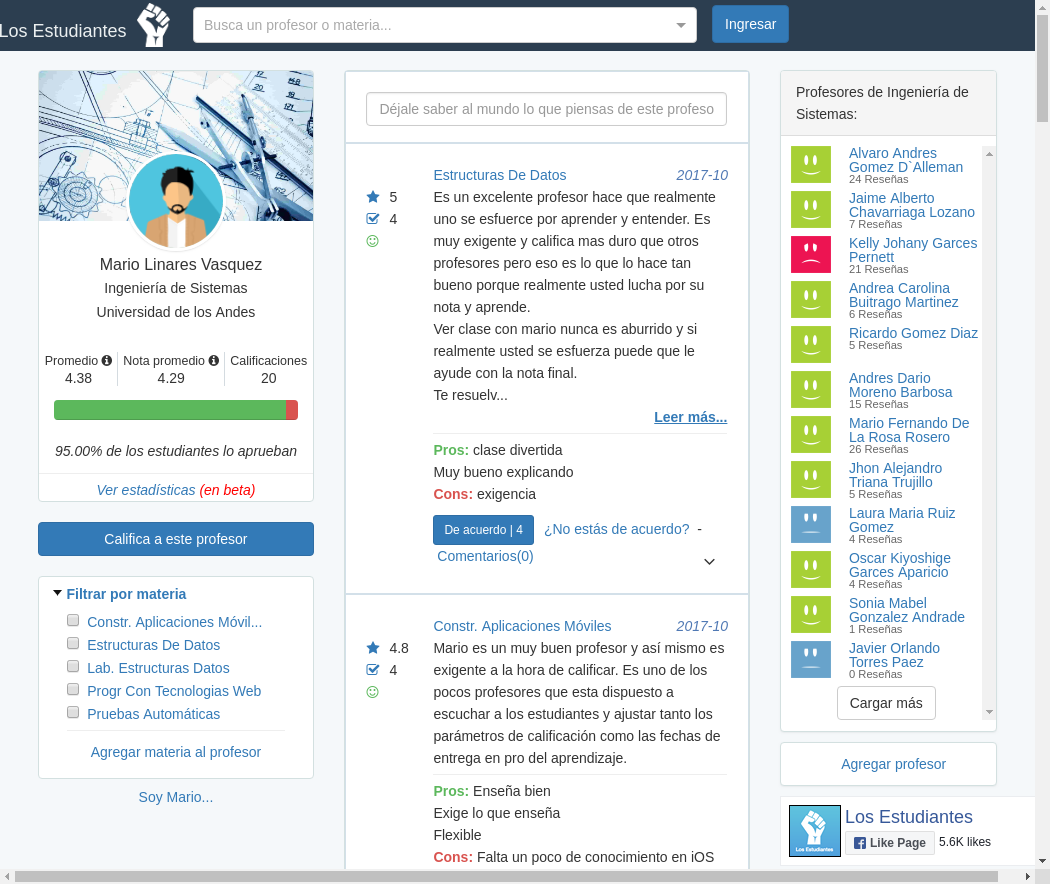 Los Estudiantes
Busca un profesor o materia...
Ingresar
Mario Linares Vasquez
Ingeniería de Sistemas
Universidad de los Andes
Promedio
4.38
Nota promedio
4.29
Calificaciones
20
95.00% de los estudiantes lo aprueban
Ver estadísticas (en beta)
Califica a este profesor
Filtrar por materia
Constr. Aplicaciones Móvil...
Estructuras De Datos
Lab. Estructuras Datos
Progr Con Tecnologias Web
Pruebas Automáticas
Agregar materia al profesor
Soy Mario...
Déjale saber al mundo lo que piensas de este profeso
Estructuras De Datos 2017-10
5
4
Es un excelente profesor hace que realmente
uno se esfuerce por aprender y entender. Es
muy exigente y califica mas duro que otros
profesores pero eso es lo que lo hace tan
bueno porque realmente usted lucha por su
nota y aprende.
Ver clase con mario nunca es aburrido y si
realmente usted se esfuerza puede que le
ayude con la nota final.
Te resuelv...
Leer más...
Pros: clase divertida
Muy bueno explicando
Cons: exigencia
De acuerdo | 4 ¿No estás de acuerdo? -
Comentarios(0)
Constr. Aplicaciones Móviles 2017-10
4.8
4
Mario es un muy buen profesor y así mismo es
exigente a la hora de calificar. Es uno de los
pocos profesores que esta dispuesto a
escuchar a los estudiantes y ajustar tanto los
parámetros de calificación como las fechas de
entrega en pro del aprendizaje.
Pros: Enseña bien
Exige lo que enseña
Flexible
Cons: Falta un poco de conocimiento en iOS
Profesores de Ingeniería de
Sistemas:
Alvaro Andres
Gomez D`Alleman
24 Reseñas
Jaime Alberto
Chavarriaga Lozano
7 Reseñas
Kelly Johany Garces
Pernett
21 Reseñas
Andrea Carolina
Buitrago Martinez
6 Reseñas
Ricardo Gomez Diaz
5 Reseñas
Andres Dario
Moreno Barbosa
15 Reseñas
Mario Fernando De
La Rosa Rosero
26 Reseñas
Jhon Alejandro
Triana Trujillo
5 Reseñas
Laura Maria Ruiz
Gomez
4 Reseñas
Oscar Kiyoshige
Garces Aparicio
4 Reseñas
Sonia Mabel
Gonzalez Andrade
1 Reseñas
Javier Orlando
Torres Paez
0 Reseñas
Cargar más
Agregar profesor
Los Estudiantes
Los Estudiantes
Like Page
5.6K likes